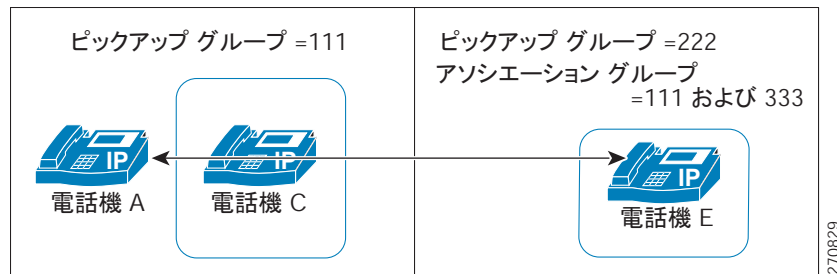 ピックアップ グループ =111
ピックアップ グループ =222
アソシエーション グループ
=111 および 333
IP
IP
IP
電話機 A
電話機 C
電話機 E
270829